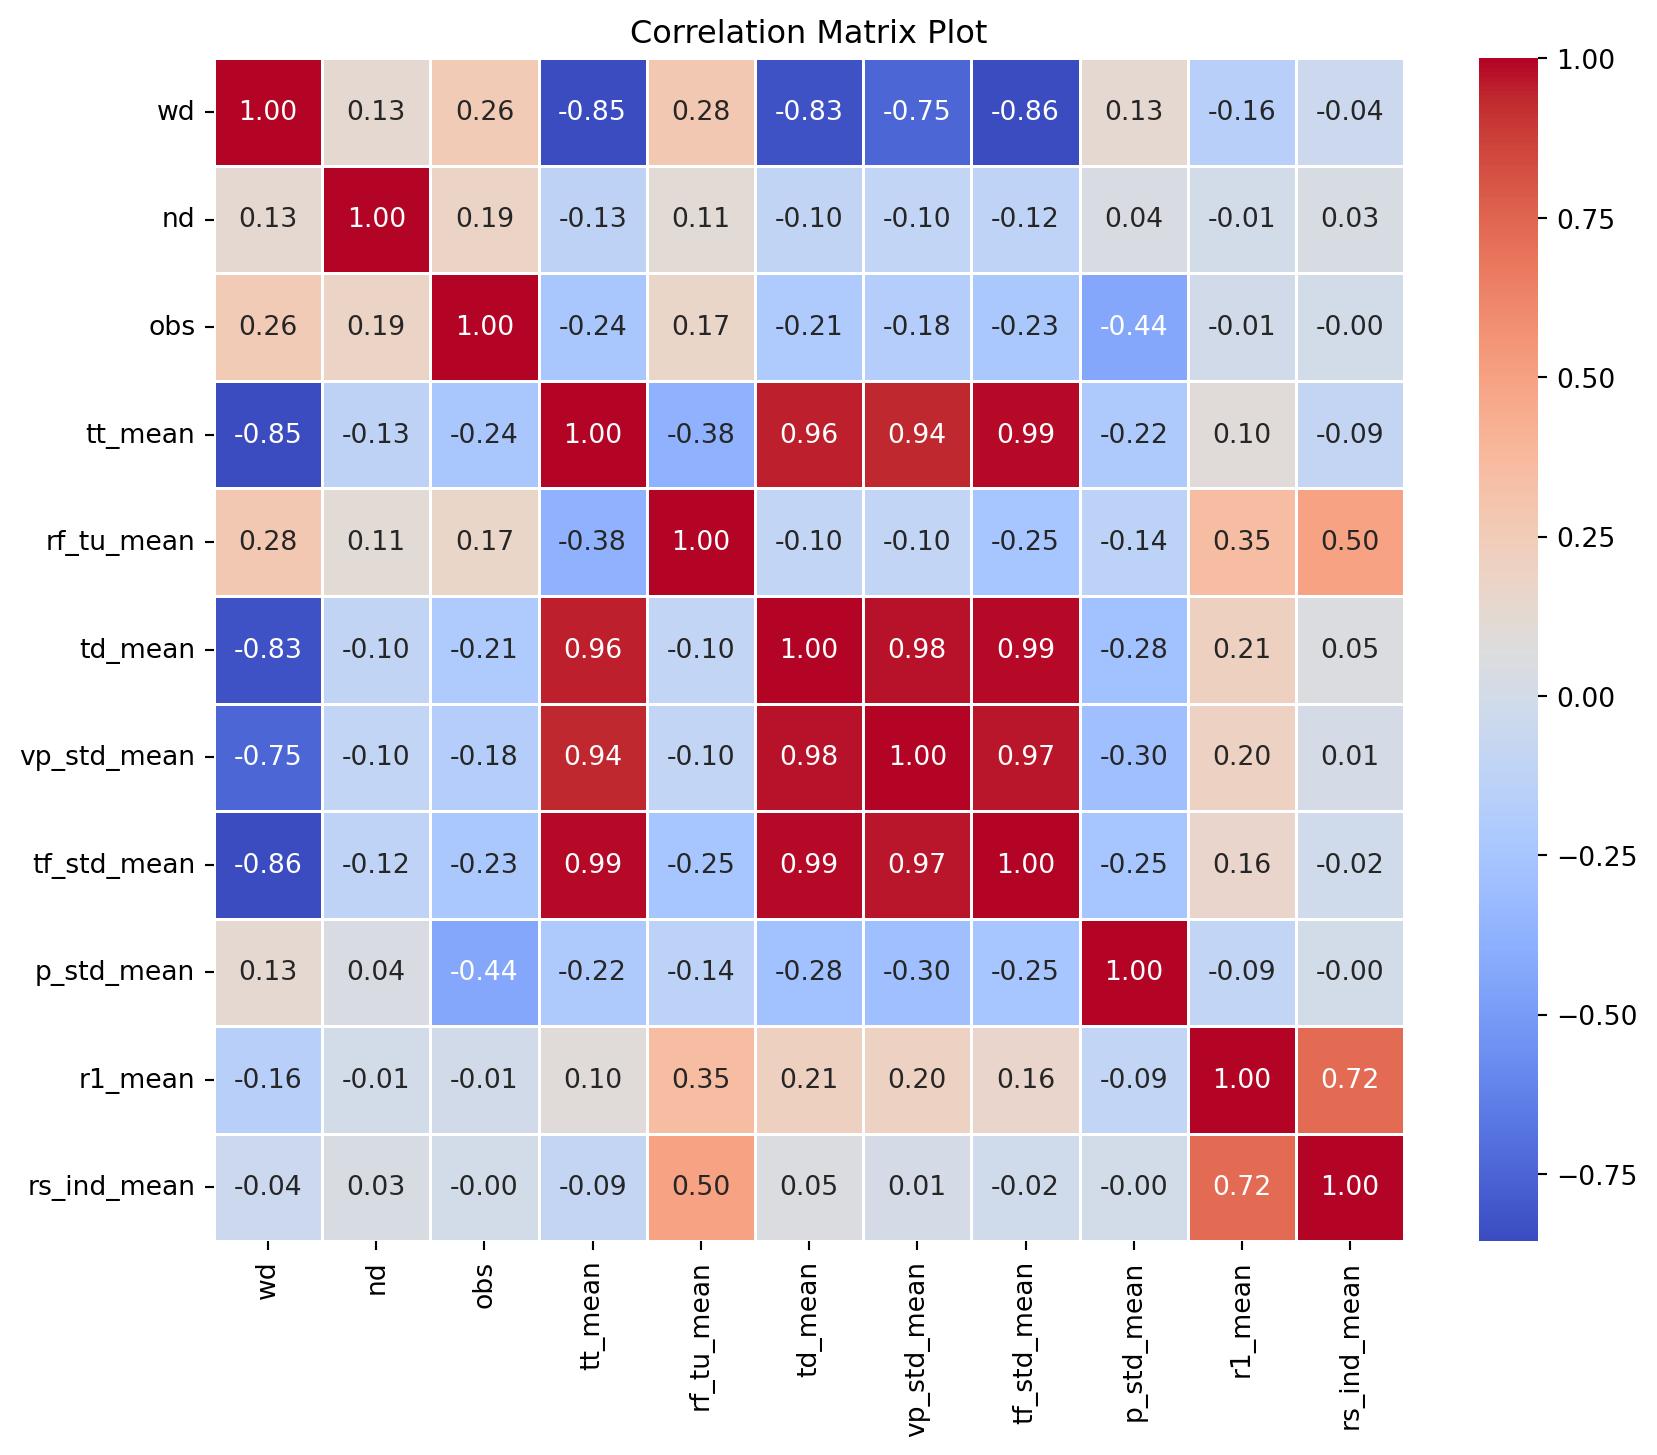 Correlation Matrix Plot
wd 1.00 0.13 0.26 -0.85 0.28 -0.83 -0.75 -0.86 0.13 -0.16 -0.04
nd 0.13 1.00 0.19 -0.13 0.11 -0.10 -0.10 -0.12 0.04 -0.01 0.03
obs 0.26 0.19 1.00 -0.24 0.17 -0.21 -0.18 -0.23 -0.44 -0.01 -0.00
tt_mean -0.85 -0.13 -0.24 1.00 -0.38 0.96 0.94 0.99 -0.22 0.10 -0.09
rf_tu_mean 0.28 0.11 0.17 -0.38 1.00 -0.10 -0.10 -0.25 -0.14 0.35 0.50
td_mean -0.83 -0.10 -0.21 0.96 -0.10 1.00 0.98 0.99 -0.28 0.21 0.05
vp_std_mean -0.75 -0.10 -0.18 0.94 -0.10 0.98 1.00 0.97 -0.30 0.20 0.01
tf_std_mean -0.86 -0.12 -0.23 0.99 -0.25 0.99 0.97 1.00 -0.25 0.16 -0.02
p_std_mean 0.13 0.04 -0.44 -0.22 -0.14 -0.28 -0.30 -0.25 1.00 -0.09 -0.00
r1_mean -0.16 -0.01 -0.01 0.10 0.35 0.21 0.20 0.16 -0.09 1.00 0.72
rs_ind_mean -0.04 0.03 -0.00 -0.09 0.50 0.05 0.01 -0.02 -0.00 0.72 1.00
wd nd obs tt_mean rf_tu_mean td_mean vp_std_mean tf_std_mean p_std_mean r1_mean rs_ind_mean
1.00
0.75
0.50
0.25
0.00
−0.25
−0.50
−0.75